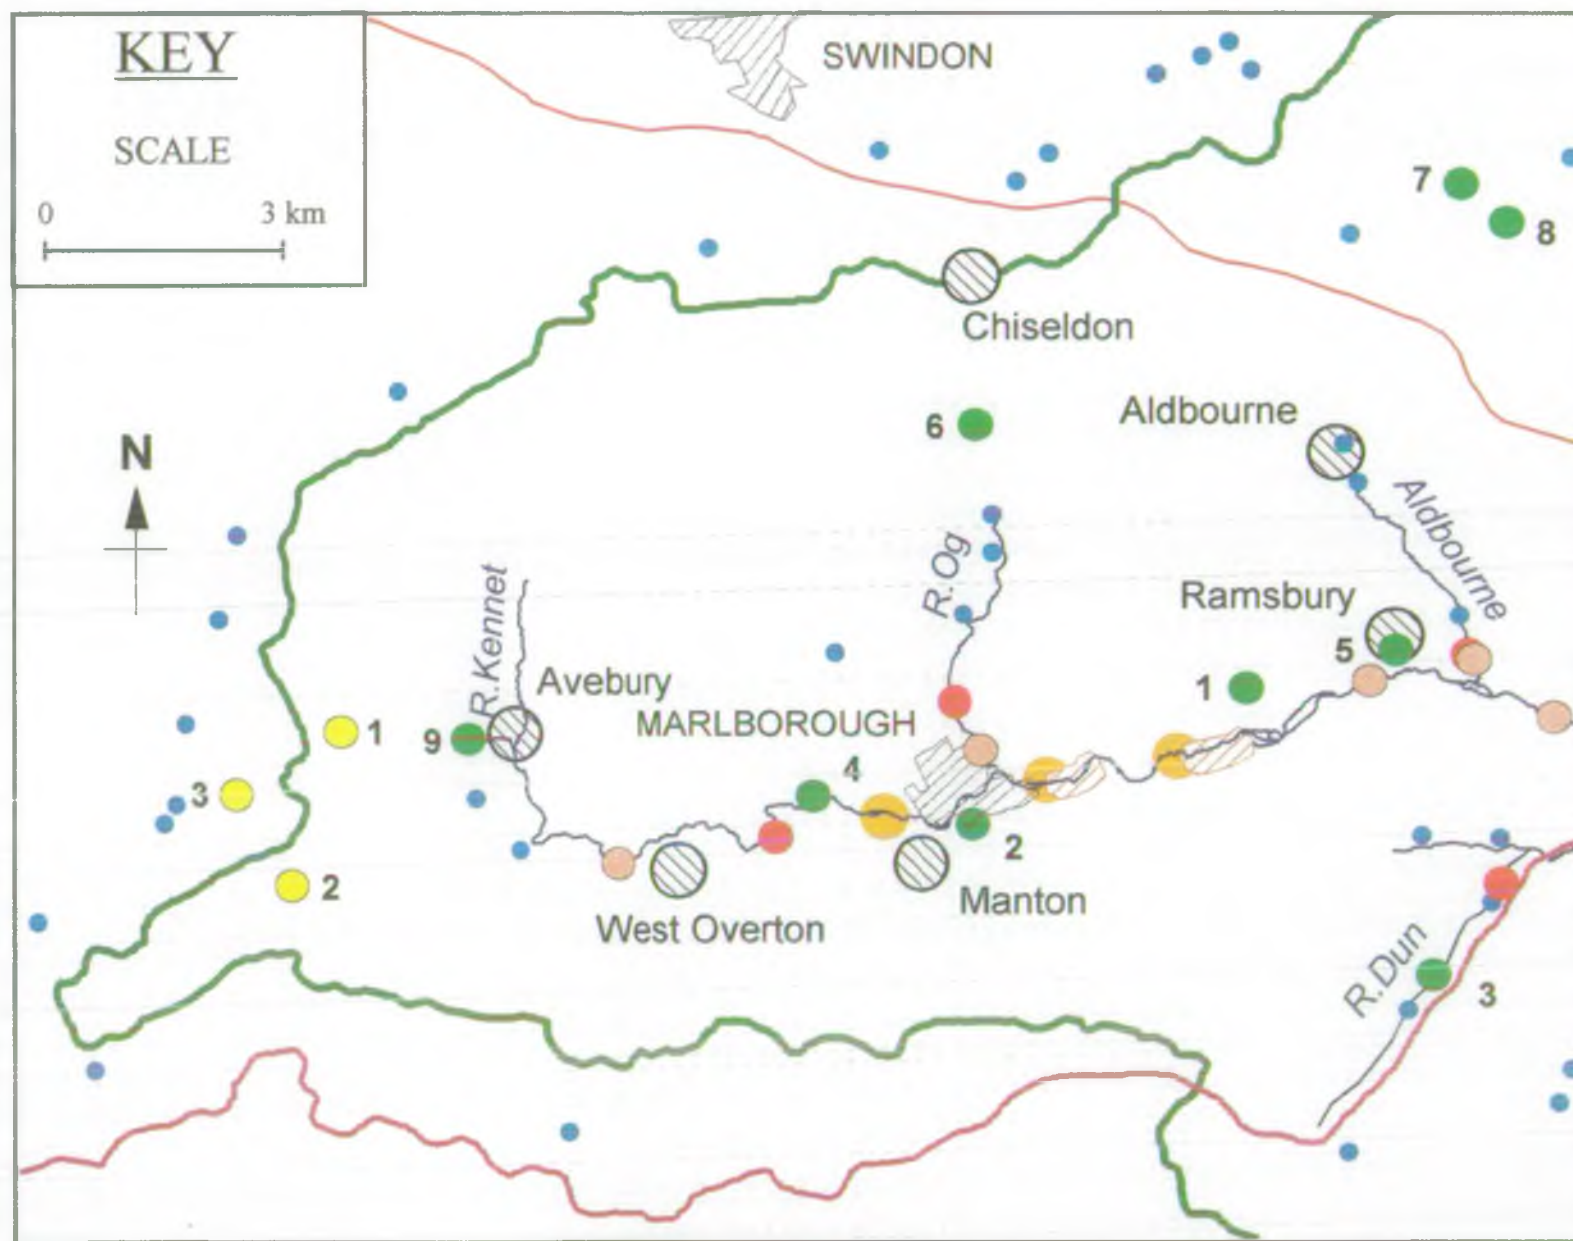 KEY
SCALE
0 3 km
SWINDON
7
8
Chiseldon
6
Aldbourne
N
R.Kennet
R.Og
Aldbourne
Ramsbury
5
Avebury
1
1
MARLBOROUGH
9
4
3
2
2
Manton
West Overton
R.Dun
3